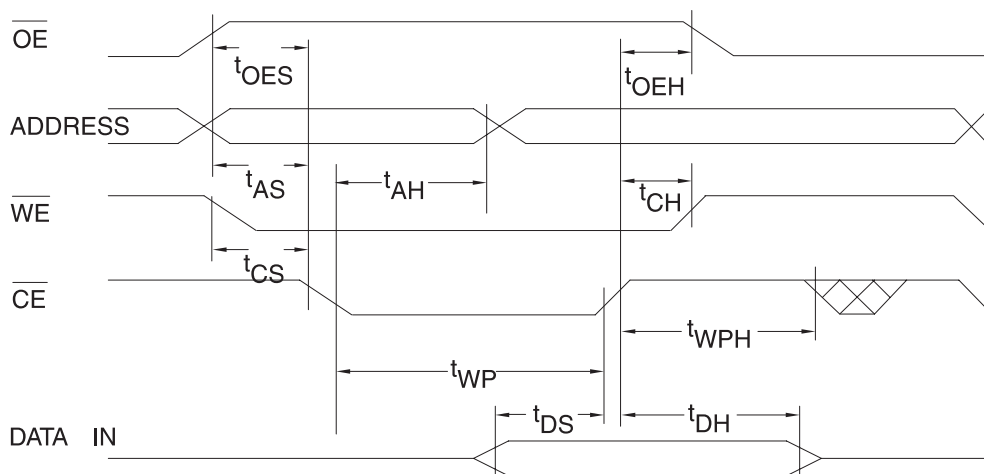 OE
tOES
tOEH
ADDRESS
tAS
tAH
tCH
WE
tCS
CE
tWPH
tWP
tDS
tDH
DATA IN